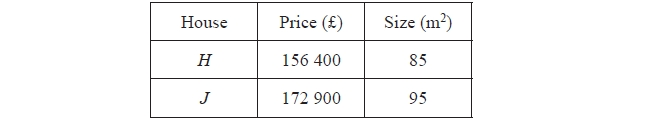 House Price (£) Size (m²)
H 156 400 85
J 172 900 95